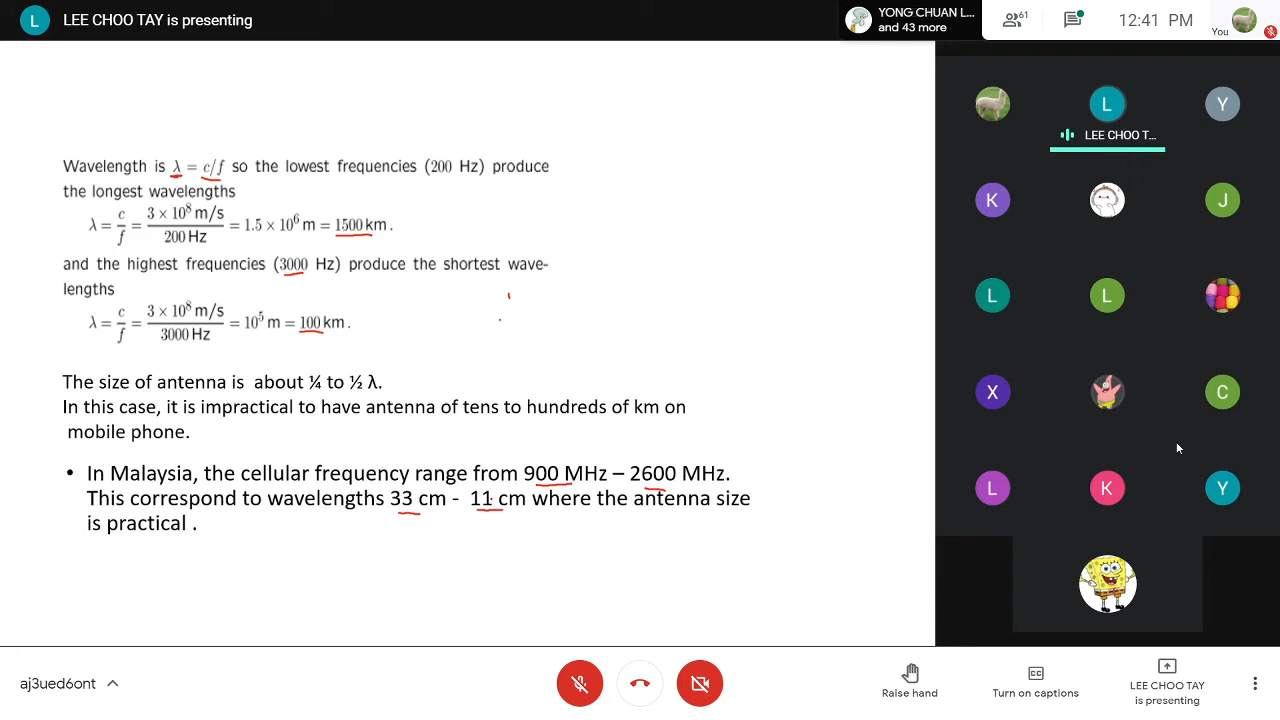 L LEE CHOO TAY is presenting
YONG CHUAN L...
and 43 more
61
12:41 PM
You
Wavelength is λ = c/f so the lowest frequencies (200 Hz) produce
the longest wavelengths
λ = c/f = 3 × 10⁸ m/s / 200 Hz = 1.5 × 10⁶ m = 1500 km.
and the highest frequencies (3000 Hz) produce the shortest wave-
lengths
λ = c/f = 3 × 10⁸ m/s / 3000 Hz = 10⁵ m = 100 km.
The size of antenna is about ¼ to ½ λ.
In this case, it is impractical to have antenna of tens to hundreds of km on
mobile phone.
• In Malaysia, the cellular frequency range from 900 MHz – 2600 MHz.
This correspond to wavelengths 33 cm - 11 cm where the antenna size
is practical .
L Y
LEE CHOO T...
K J
L L
X C
L K Y
aj3ued6ont
Raise hand
CC
Turn on captions
LEE CHOO TAY
is presenting